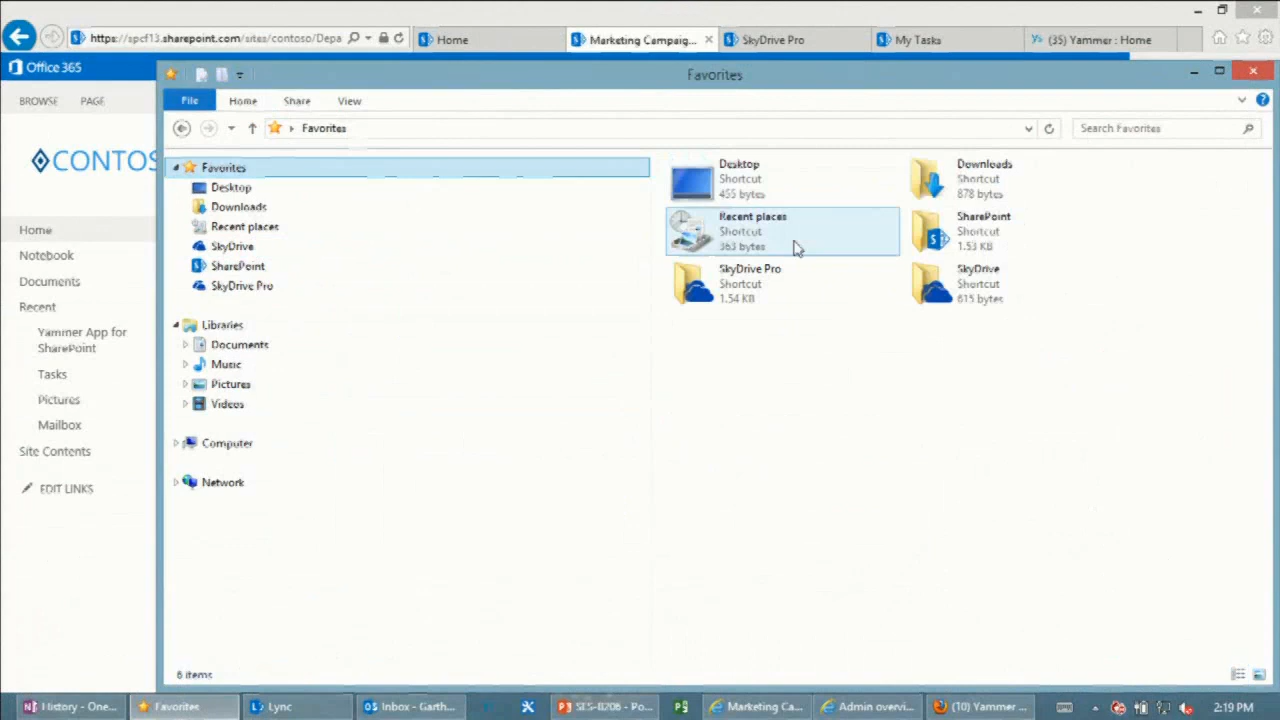 https://spcf13.sharepoint.com/sites/contoso/Depa
Home
Marketing Campaig...
SkyDrive Pro
My Tasks
(35) Yammer : Home
Office 365
BROWSE
PAGE
CONTOS
Home
Notebook
Documents
Recent
Yammer App for
SharePoint
Tasks
Pictures
Mailbox
Site Contents
EDIT LINKS
Favorites
File
Home
Share
View
Favorites
Search Favorites
Favorites
Desktop
Downloads
Recent places
SkyDrive
SharePoint
SkyDrive Pro
Libraries
Documents
Music
Pictures
Videos
Computer
Network
Desktop
Shortcut
455 bytes
Downloads
Shortcut
878 bytes
Recent places
Shortcut
363 bytes
SharePoint
Shortcut
1.53 KB
SkyDrive Pro
Shortcut
1.54 KB
SkyDrive
Shortcut
615 bytes
6 items
History - One...
Favorites
Lync
Inbox - Garth...
SES-B206 - Po...
Marketing Ca...
Admin overvi...
(10) Yammer ...
2:19 PM